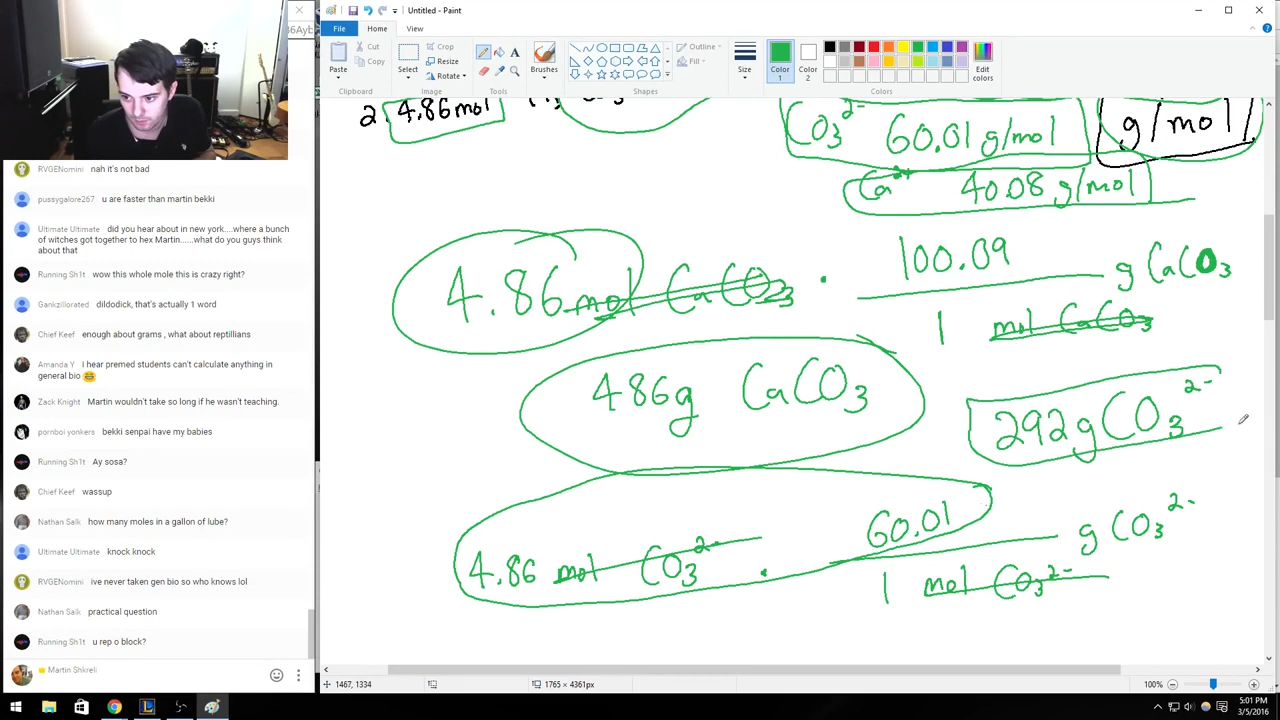 36Ayb
RVGENomini nah it's not bad
pussygalore267 u are faster than martin bekki
Ultimate Ultimate did you hear about in new york....where a bunch
of witches got together to hex Martin......what do you guys think
about that
Running Sh1t wow this whole mole this is crazy right?
Gankzillorated dildodick, that's actually 1 word
Chief Keef enough about grams , what about reptillians
Amanda Y I hear premed students can't calculate anything in
general bio 😄
Zack Knight Martin wouldn't take so long if he wasn't teaching.
pornboi yonkers bekki senpai have my babies
Running Sh1t Ay sosa?
Chief Keef wassup
Nathan Salk how many moles in a gallon of lube?
Ultimate Ultimate knock knock
RVGENomini ive never taken gen bio so who knows lol
Nathan Salk practical question
Running Sh1t u rep o block?
Martin Shkreli
Untitled - Paint
File Home View
Paste
Cut
Copy
Clipboard
Select
Crop
Resize
Rotate
Image
Tools
Brushes
Outline
Fill
Shapes
Size
Color 1
Color 2
Edit colors
Colors
2. 4.86 mol
CO3 2- 60.01 g/mol
g/mol
Ca 2+ 40.08 g/mol
4.86 mol CaCO3 · 100.09 g CaCO3
1 mol CaCO3
486g CaCO3
292g CO3 2-
4.86 mol CO3 2- · 60.01 g CO3 2-
1 mol CO3 2-
1467, 1334
1765 × 4361px
100%
5:01 PM
3/5/2016